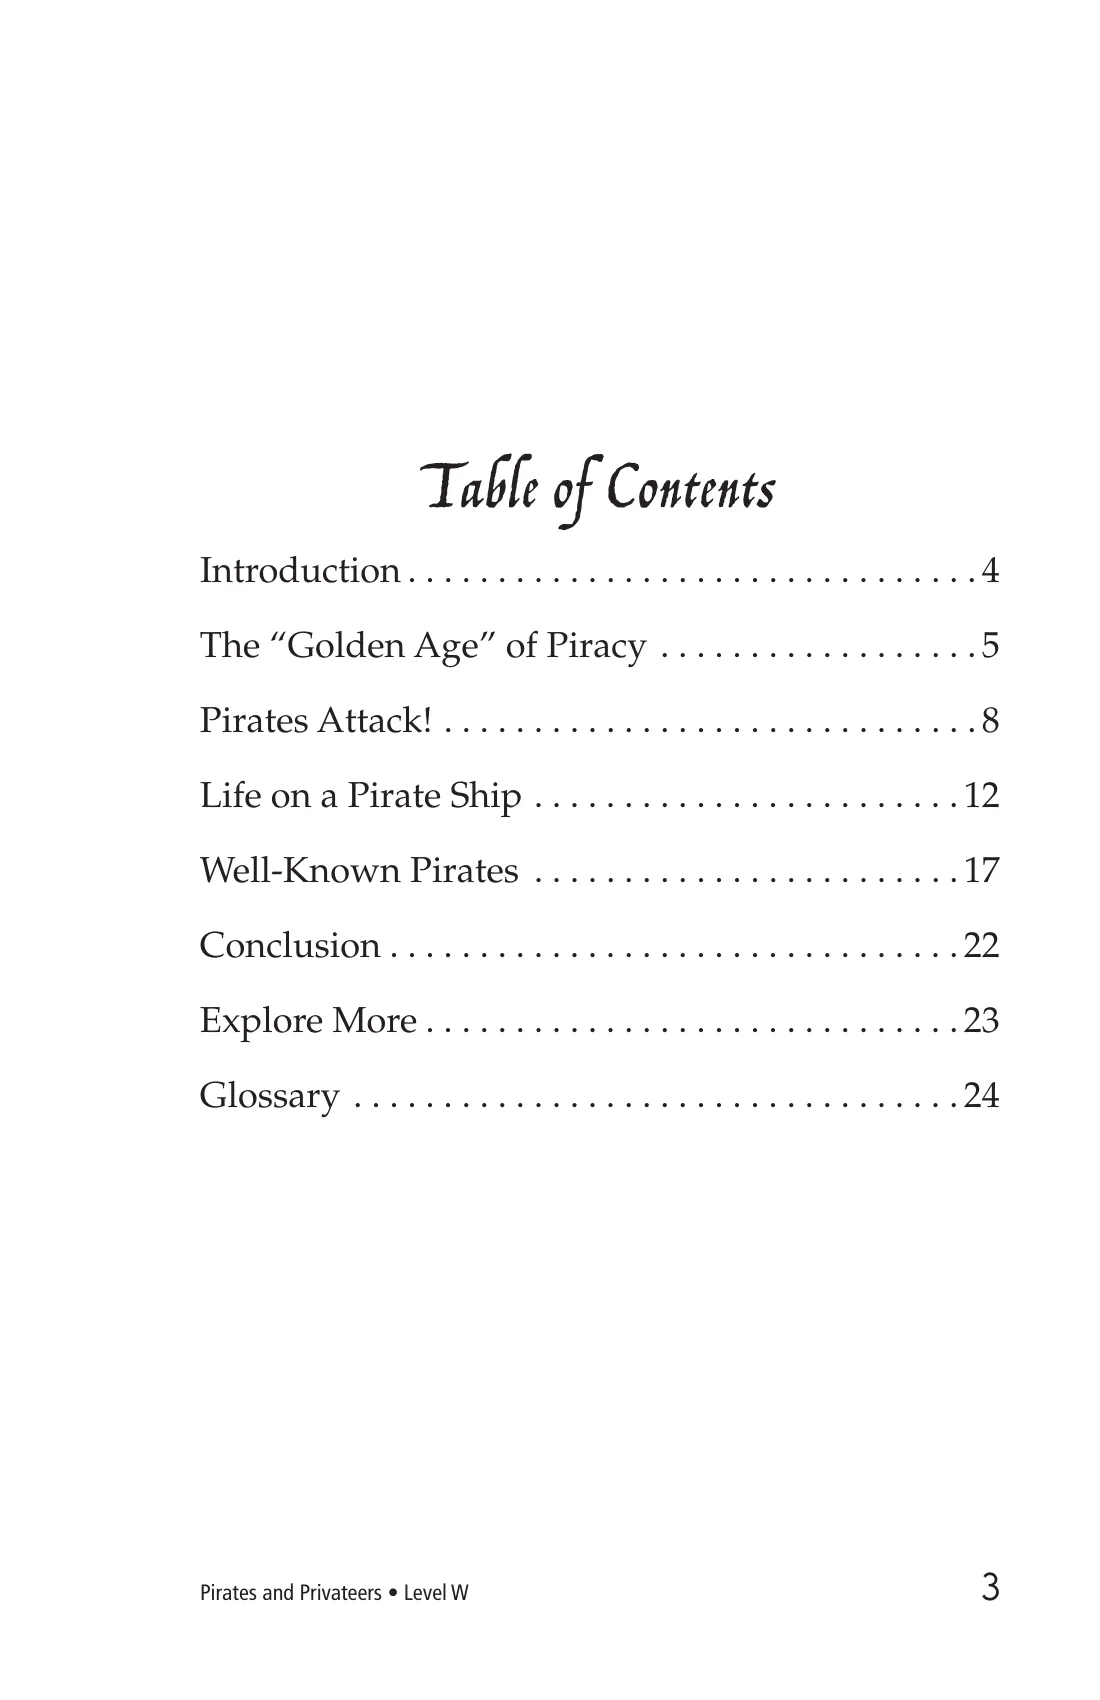 Table of Contents
Introduction . . . . . . . . . . . . . . . . . . . . . . . . . . . . . . . . 4
The “Golden Age” of Piracy . . . . . . . . . . . . . . . . . . 5
Pirates Attack! . . . . . . . . . . . . . . . . . . . . . . . . . . . . . . 8
Life on a Pirate Ship . . . . . . . . . . . . . . . . . . . . . . . . 12
Well-Known Pirates . . . . . . . . . . . . . . . . . . . . . . . . 17
Conclusion . . . . . . . . . . . . . . . . . . . . . . . . . . . . . . . . 22
Explore More . . . . . . . . . . . . . . . . . . . . . . . . . . . . . . 23
Glossary . . . . . . . . . . . . . . . . . . . . . . . . . . . . . . . . . . 24
Pirates and Privateers • Level W 3